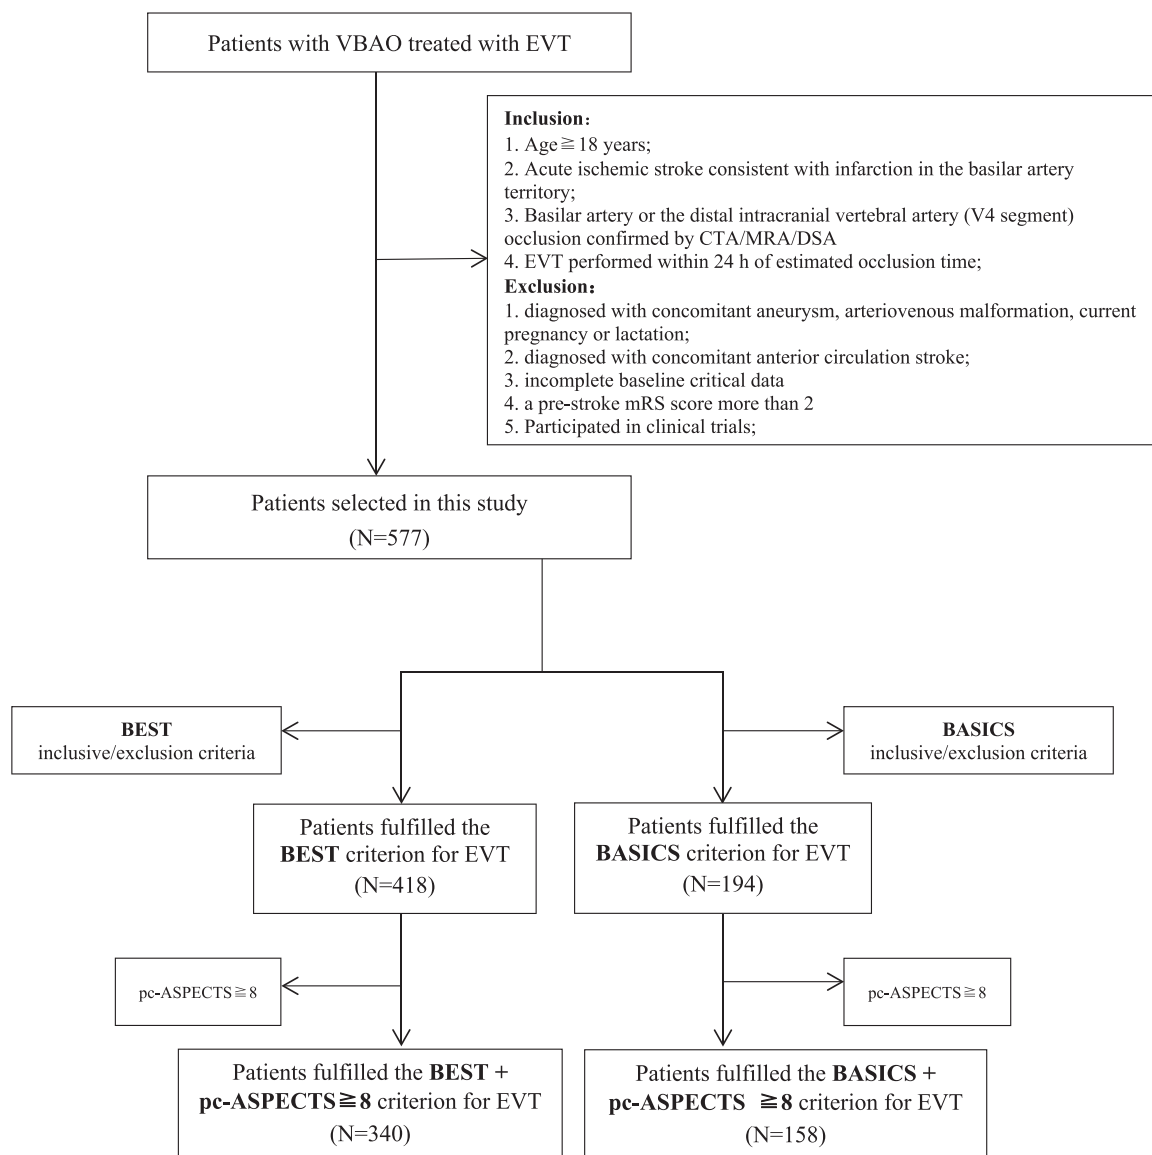 Patients with VBAO treated with EVT
Inclusion:
1. Age≧18 years;
2. Acute ischemic stroke consistent with infarction in the basilar artery
territory;
3. Basilar artery or the distal intracranial vertebral artery (V4 segment)
occlusion confirmed by CTA/MRA/DSA
4. EVT performed within 24 h of estimated occlusion time;
Exclusion:
1. diagnosed with concomitant aneurysm, arteriovenous malformation, current
pregnancy or lactation;
2. diagnosed with concomitant anterior circulation stroke;
3. incomplete baseline critical data
4. a pre-stroke mRS score more than 2
5. Participated in clinical trials;
Patients selected in this study
(N=577)
BEST
inclusive/exclusion criteria
BASICS
inclusive/exclusion criteria
Patients fulfilled the
BEST criterion for EVT
(N=418)
Patients fulfilled the
BASICS criterion for EVT
(N=194)
pc-ASPECTS≧8
pc-ASPECTS≧8
Patients fulfilled the BEST +
pc-ASPECTS≧8 criterion for EVT
(N=340)
Patients fulfilled the BASICS +
pc-ASPECTS ≧8 criterion for EVT
(N=158)